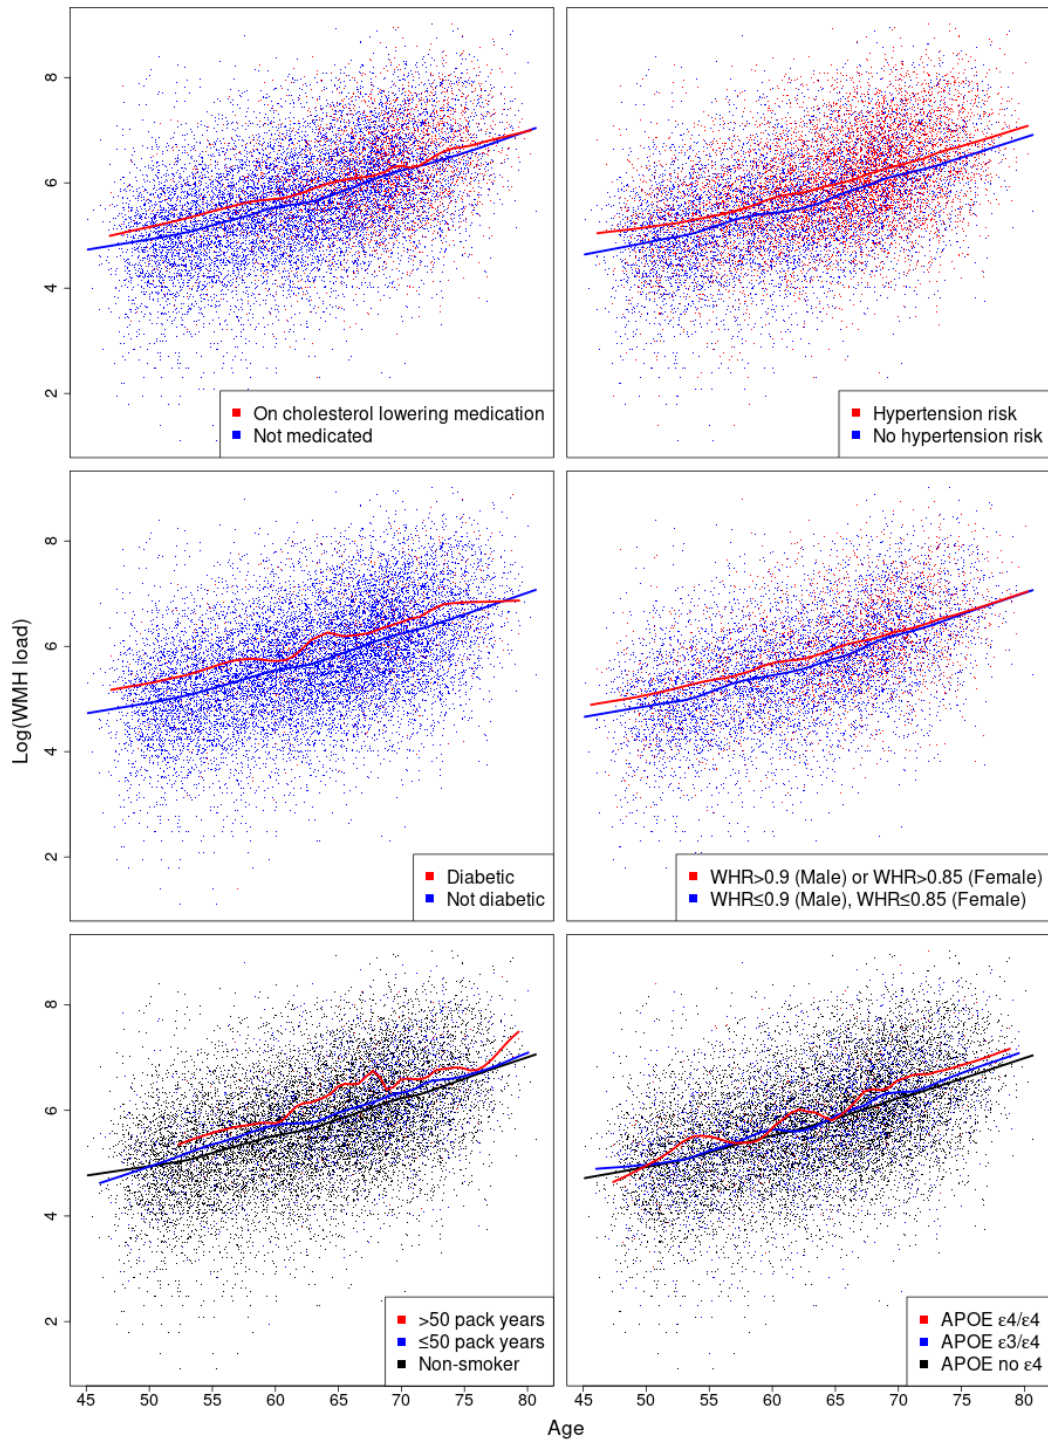 8
6
4
2
On cholesterol lowering medication
Not medicated
Hypertension risk
No hypertension risk
Log(WMH load)
8
6
4
2
Diabetic
Not diabetic
WHR>0.9 (Male) or WHR>0.85 (Female)
WHR≤0.9 (Male), WHR≤0.85 (Female)
8
6
4
2
>50 pack years
≤50 pack years
Non-smoker
APOE ε4/ε4
APOE ε3/ε4
APOE no ε4
45 50 55 60 65 70 75 80 45 50 55 60 65 70 75 80
Age